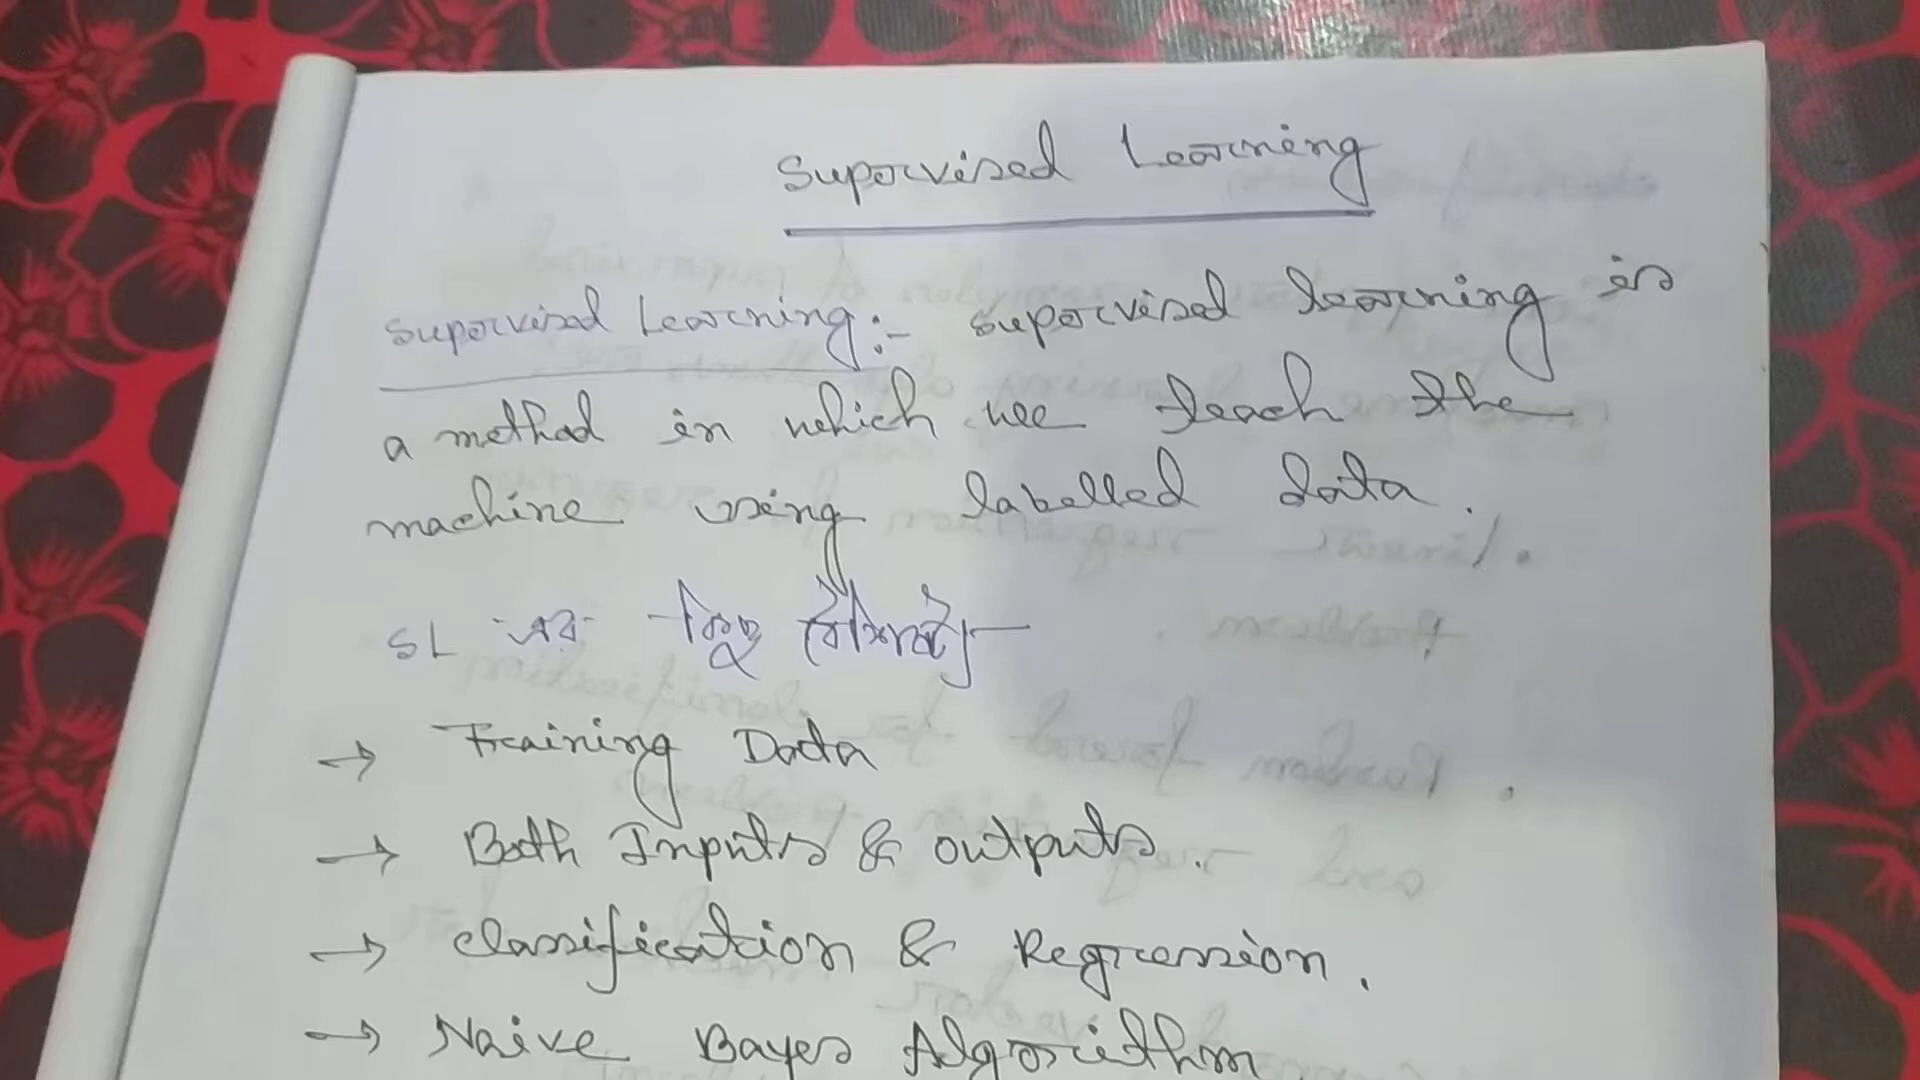 Supervised Learning
Supervised Learning :- supervised learning is
a method in which we teach the
machine using labelled data.
SL এর কিছু বৈশিষ্ট্য
→ Training Data
→ Both Inputs & outputs.
→ classification & Regression.
→ Naive Bayes Algorithm